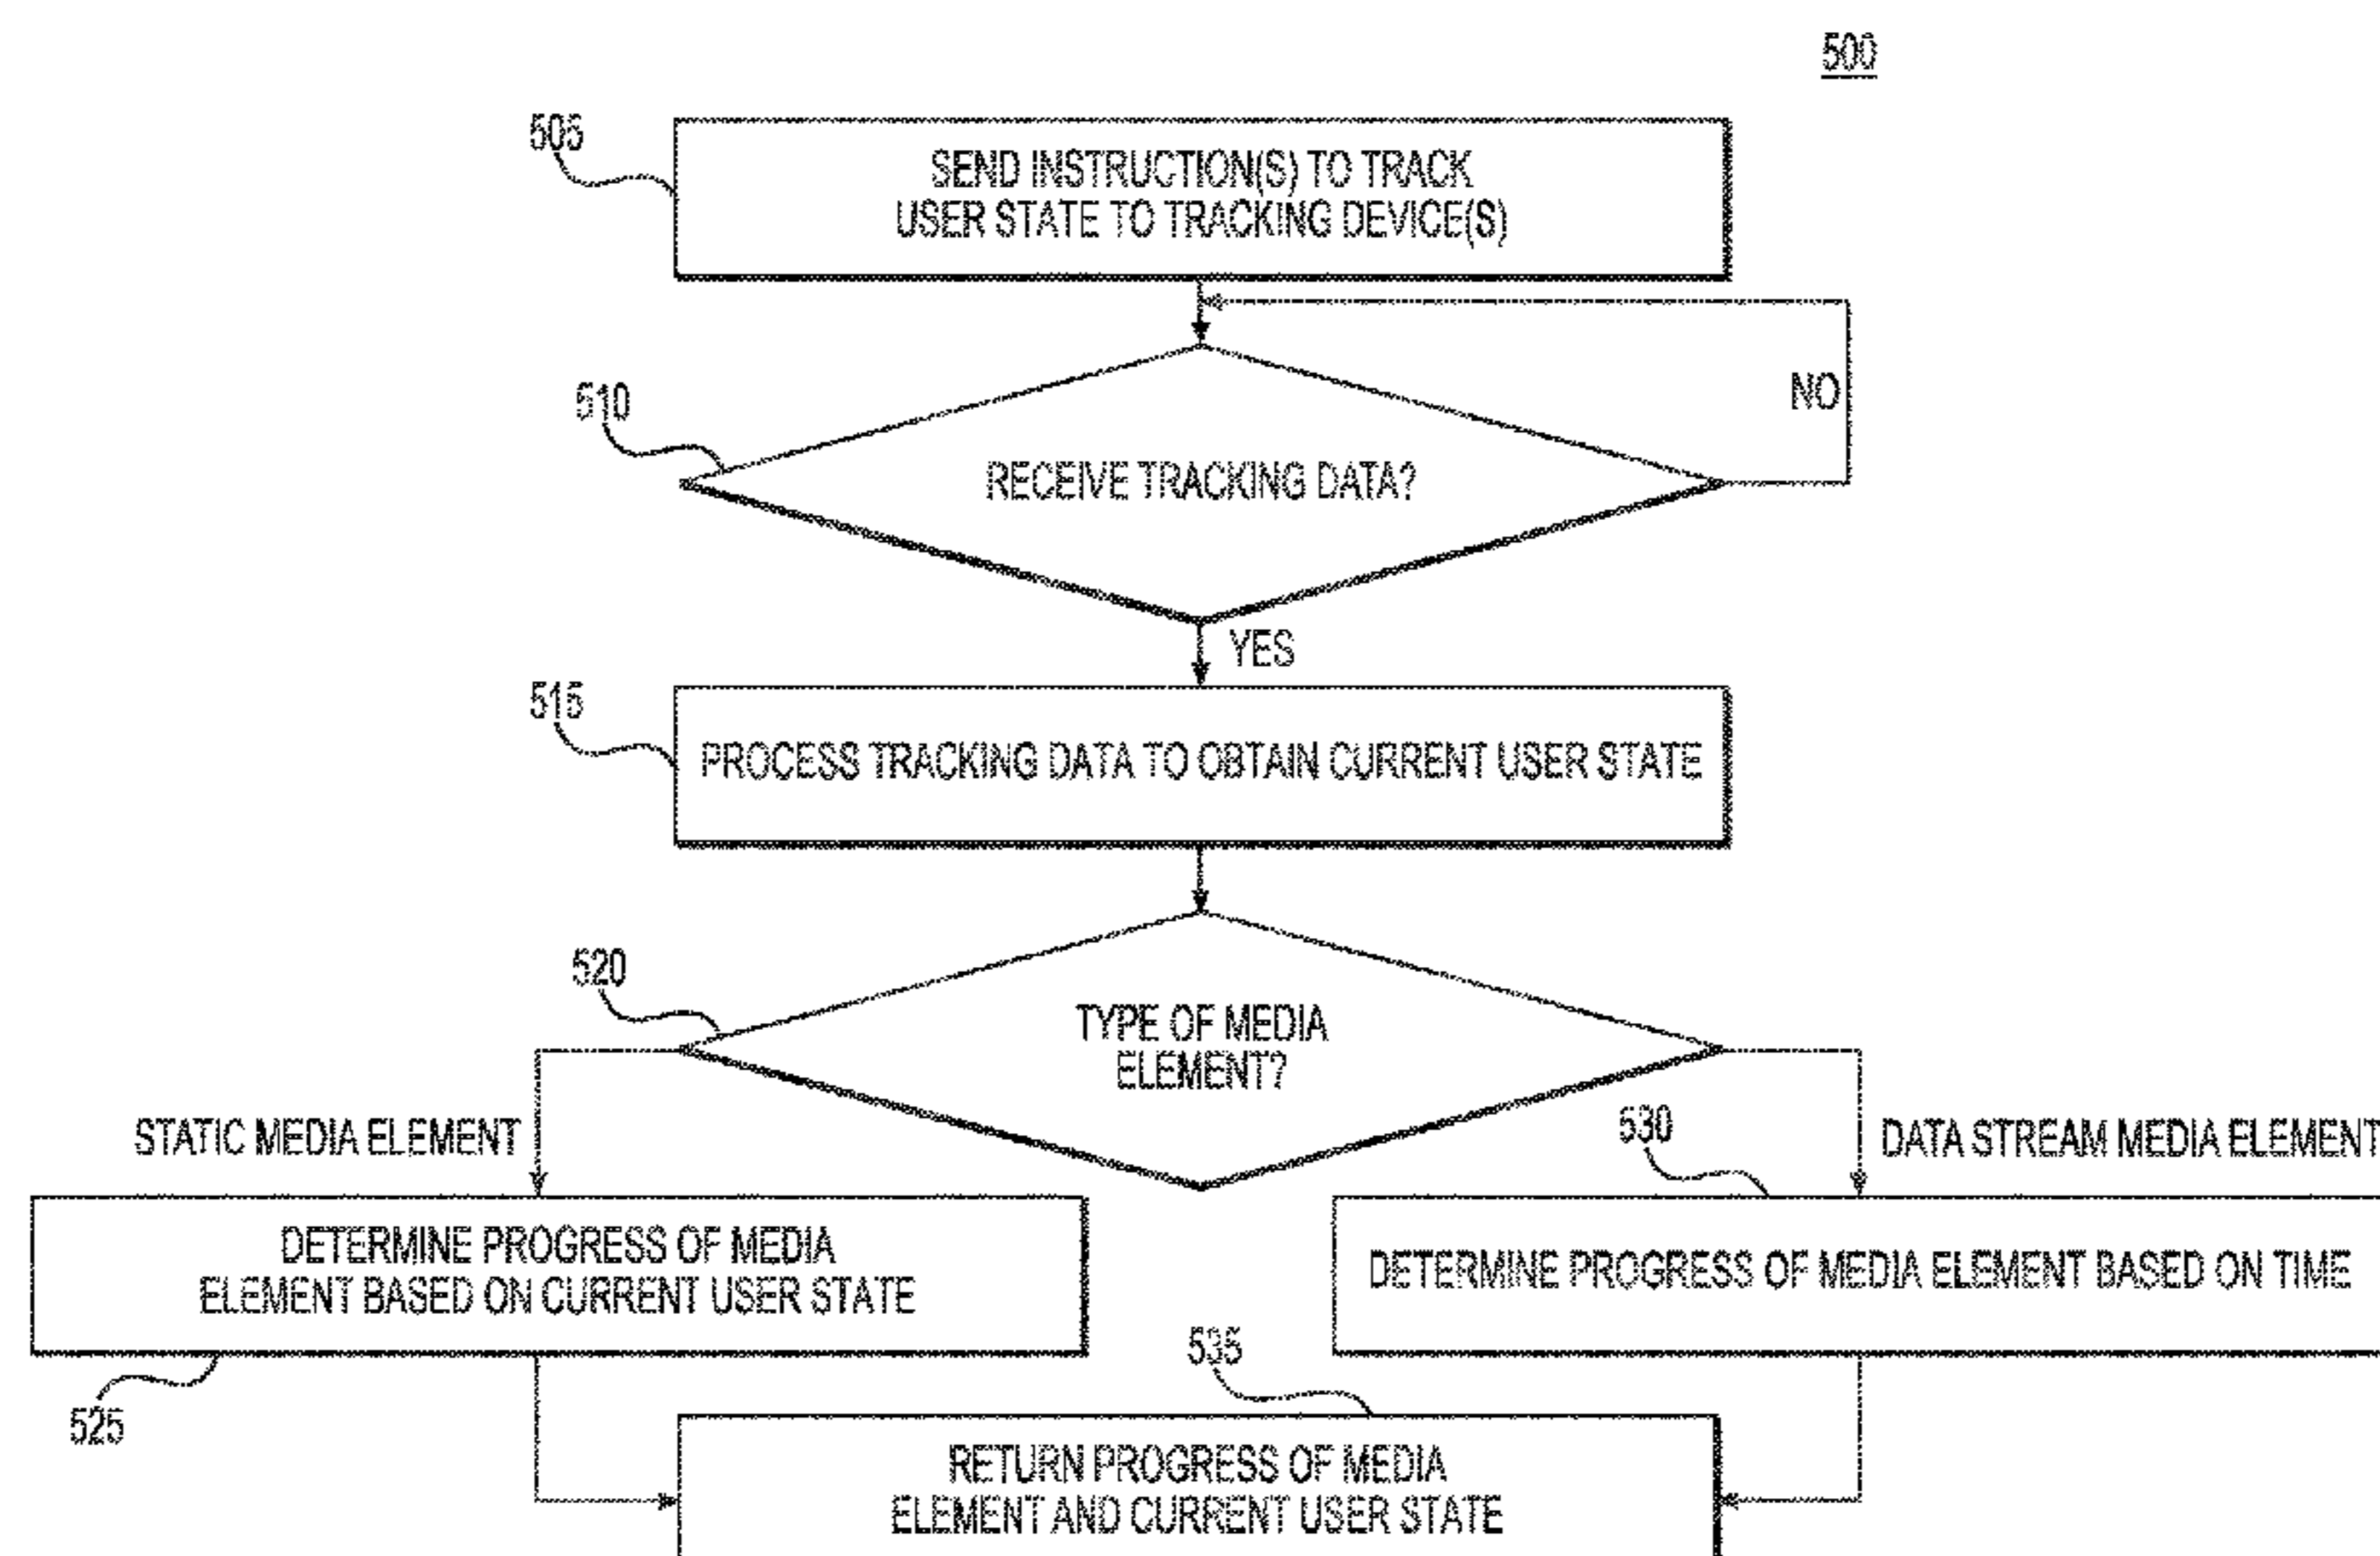 500
505
SEND INSTRUCTION(S) TO TRACK
USER STATE TO TRACKING DEVICE(S)
NO
510
RECEIVE TRACKING DATA?
YES
515
PROCESS TRACKING DATA TO OBTAIN CURRENT USER STATE
520
TYPE OF MEDIA
ELEMENT?
STATIC MEDIA ELEMENT
530
DATA STREAM MEDIA ELEMENT
DETERMINE PROGRESS OF MEDIA
ELEMENT BASED ON CURRENT USER STATE
DETERMINE PROGRESS OF MEDIA ELEMENT BASED ON TIME
525
535
RETURN PROGRESS OF MEDIA
ELEMENT AND CURRENT USER STATE